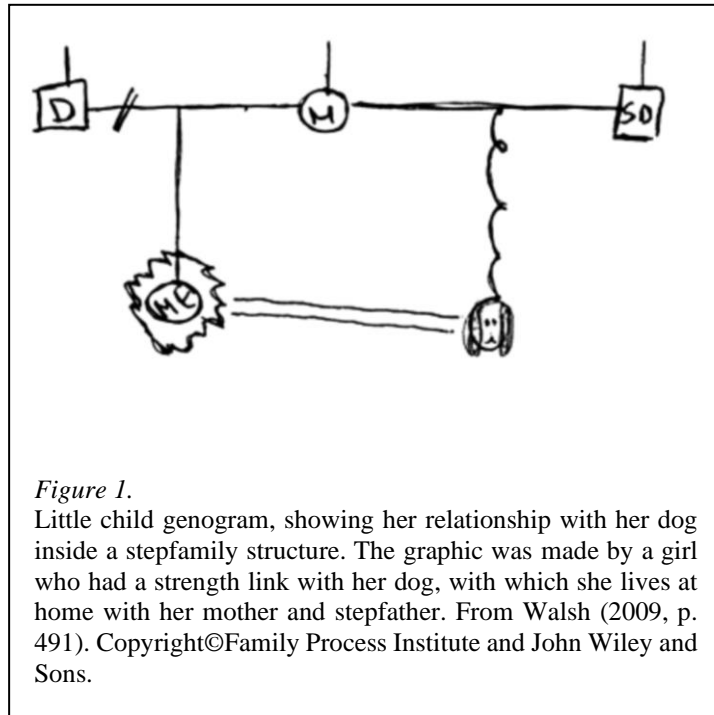 D M SD
ME
Figure 1.
Little child genogram, showing her relationship with her dog
inside a stepfamily structure. The graphic was made by a girl
who had a strength link with her dog, with which she lives at
home with her mother and stepfather. From Walsh (2009, p.
491). Copyright©Family Process Institute and John Wiley and
Sons.